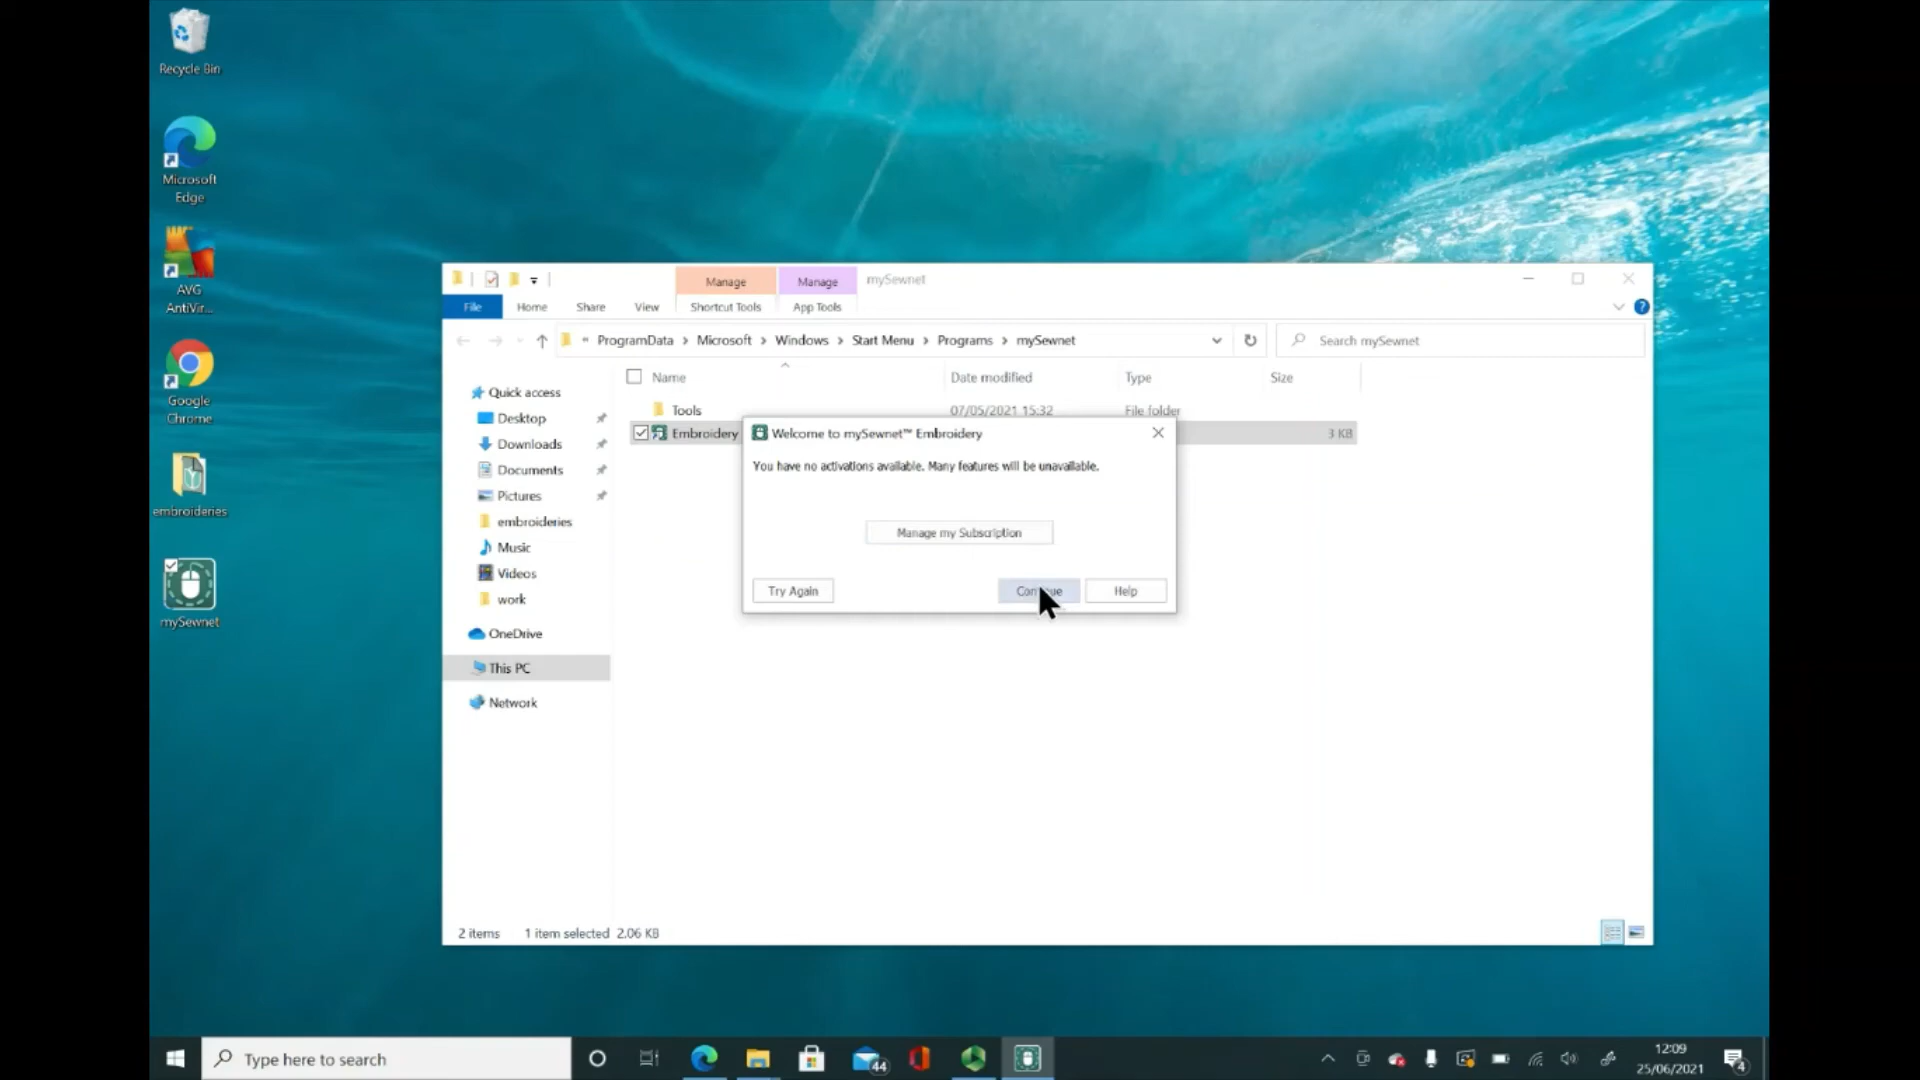 Recycle Bin
Microsoft
Edge
AVG
AntiVir...
Google
Chrome
embroideries
mySewnet
Manage
Manage
mySewnet
File
Home
Share
View
Shortcut Tools
App Tools
« ProgramData > Microsoft > Windows > Start Menu > Programs > mySewnet
Search mySewnet
Name
Date modified
Type
Size
Quick access
Desktop
Downloads
Documents
Pictures
embroideries
Music
Videos
work
OneDrive
This PC
Network
Tools
07/05/2021 15:32
File folder
Embroidery
3 KB
Welcome to mySewnet™ Embroidery
You have no activations available. Many features will be unavailable.
Manage my Subscription
Try Again
Help
2 items
1 item selected 2.06 KB
Type here to search
44
12:09
25/06/2021
4